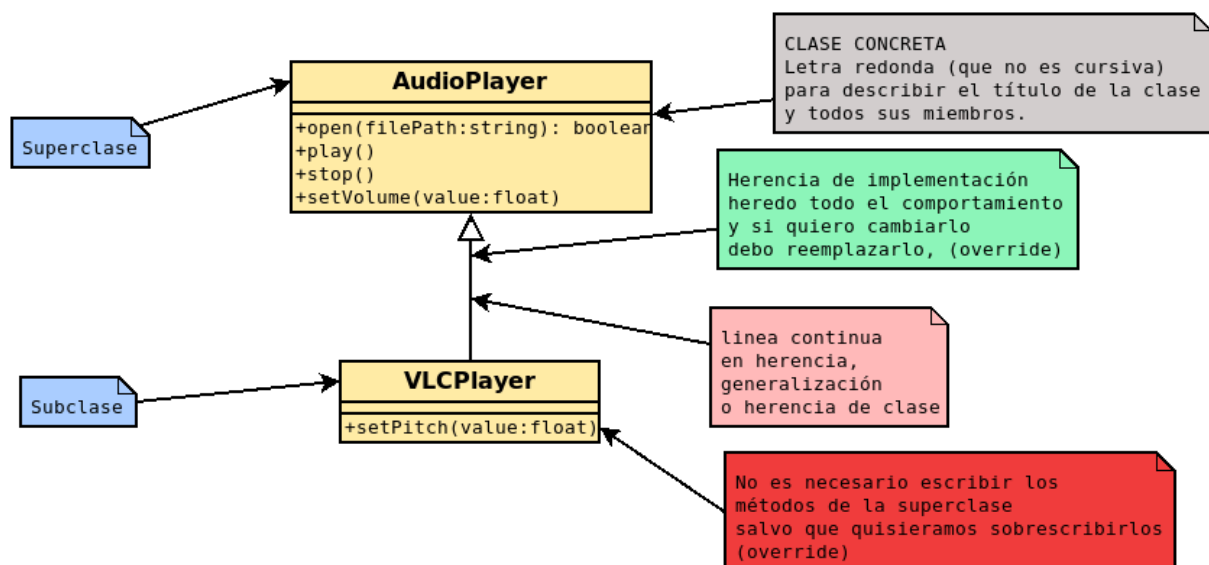 CLASE CONCRETA
Letra redonda (que no es cursiva)
para describir el título de la clase
y todos sus miembros.
AudioPlayer
+open(filePath:string): boolean
+play()
+stop()
+setVolume(value:float)
Superclase
Herencia de implementación
heredo todo el comportamiento
y si quiero cambiarlo
debo reemplazarlo, (override)
linea continua
en herencia,
generalización
o herencia de clase
VLCPlayer
+setPitch(value:float)
Subclase
No es necesario escribir los
métodos de la superclase
salvo que quisieramos sobrescribirlos
(override)